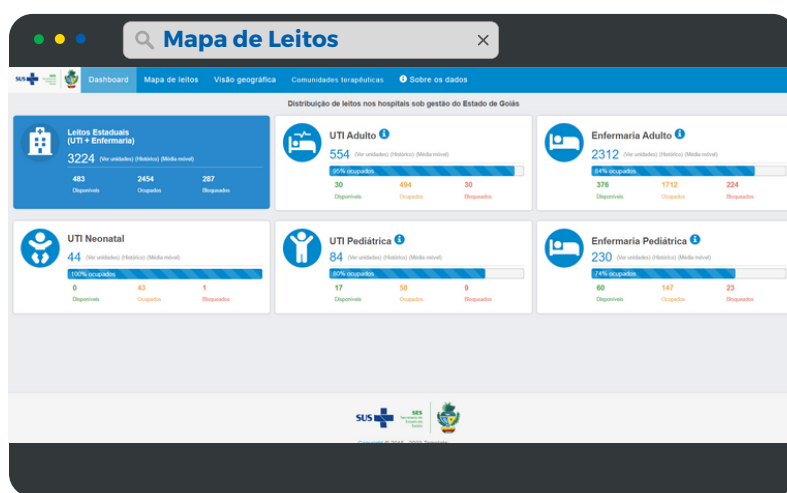 Mapa de Leitos
SUS
Dashboard Mapa de leitos Visão geográfica Comunidades terapêuticas Sobre os dados
Distribuição de leitos nos hospitais sob gestão do Estado de Goiás
Leitos Estaduais
(UTI + Enfermaria)
3224 (Ver unidades) (Histórico) (Média móvel)
483 2454 287
Disponíveis Ocupados Bloqueados
UTI Adulto
554 (Ver unidades) (Histórico) (Média móvel)
95% ocupados
30 494 30
Disponíveis Ocupados Bloqueados
Enfermaria Adulto
2312 (Ver unidades) (Histórico) (Média móvel)
84% ocupados
376 1712 224
Disponíveis Ocupados Bloqueados
UTI Neonatal
44 (Ver unidades) (Histórico) (Média móvel)
100% ocupados
0 43 1
Disponíveis Ocupados Bloqueados
UTI Pediátrica
84 (Ver unidades) (Histórico) (Média móvel)
80% ocupados
17 58 9
Disponíveis Ocupados Bloqueados
Enfermaria Pediátrica
230 (Ver unidades) (Histórico) (Média móvel)
74% ocupados
60 147 23
Disponíveis Ocupados Bloqueados
SUS
SES
Secretaria de
Estado da
Saúde